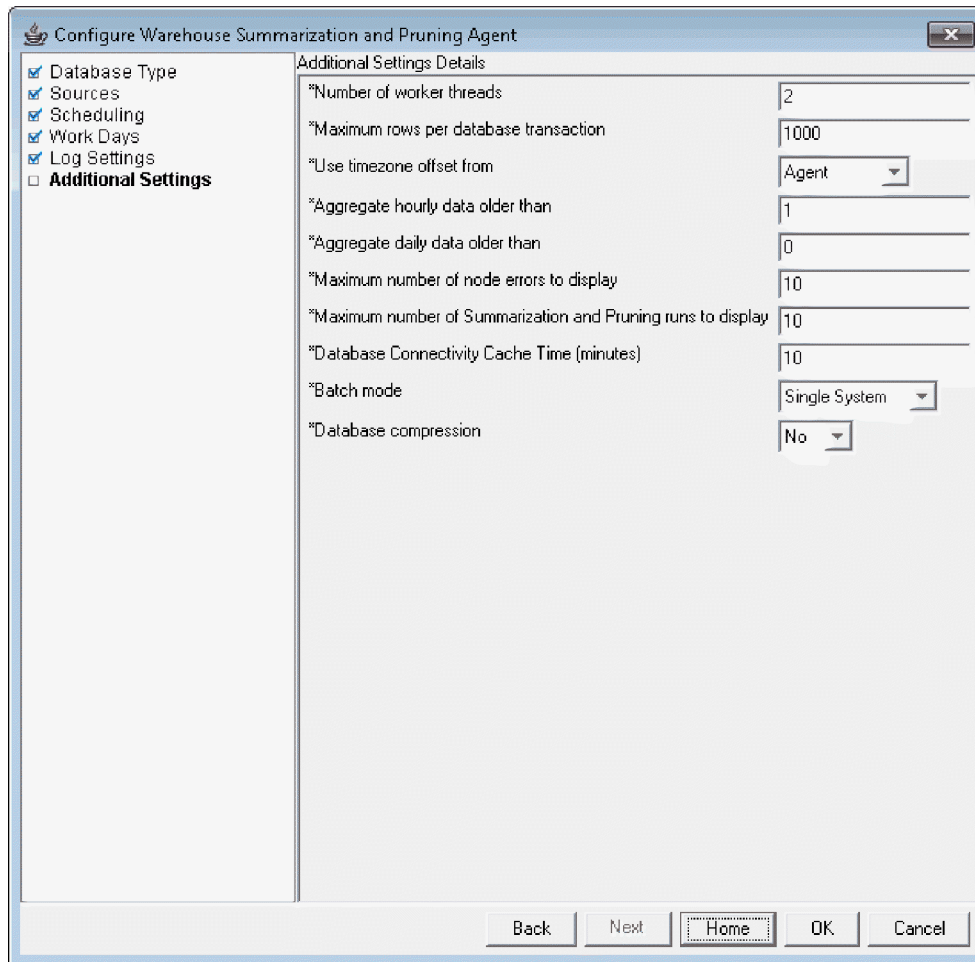 Configure Warehouse Summarization and Pruning Agent
Database Type
Sources
Scheduling
Work Days
Log Settings
Additional Settings
Additional Settings Details
*Number of worker threads 2
*Maximum rows per database transaction 1000
*Use timezone offset from Agent
*Aggregate hourly data older than 1
*Aggregate daily data older than 0
*Maximum number of node errors to display 10
*Maximum number of Summarization and Pruning runs to display 10
*Database Connectivity Cache Time (minutes) 10
*Batch mode Single System
*Database compression No
Back Next Home OK Cancel